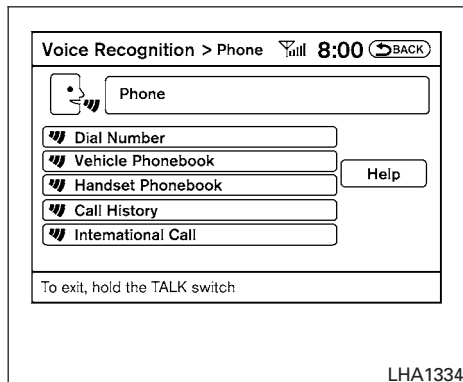 Voice Recognition > Phone 8:00 BACK
Phone
Dial Number
Vehicle Phonebook
Help
Handset Phonebook
Call History
International Call
To exit, hold the TALK switch
LHA1334